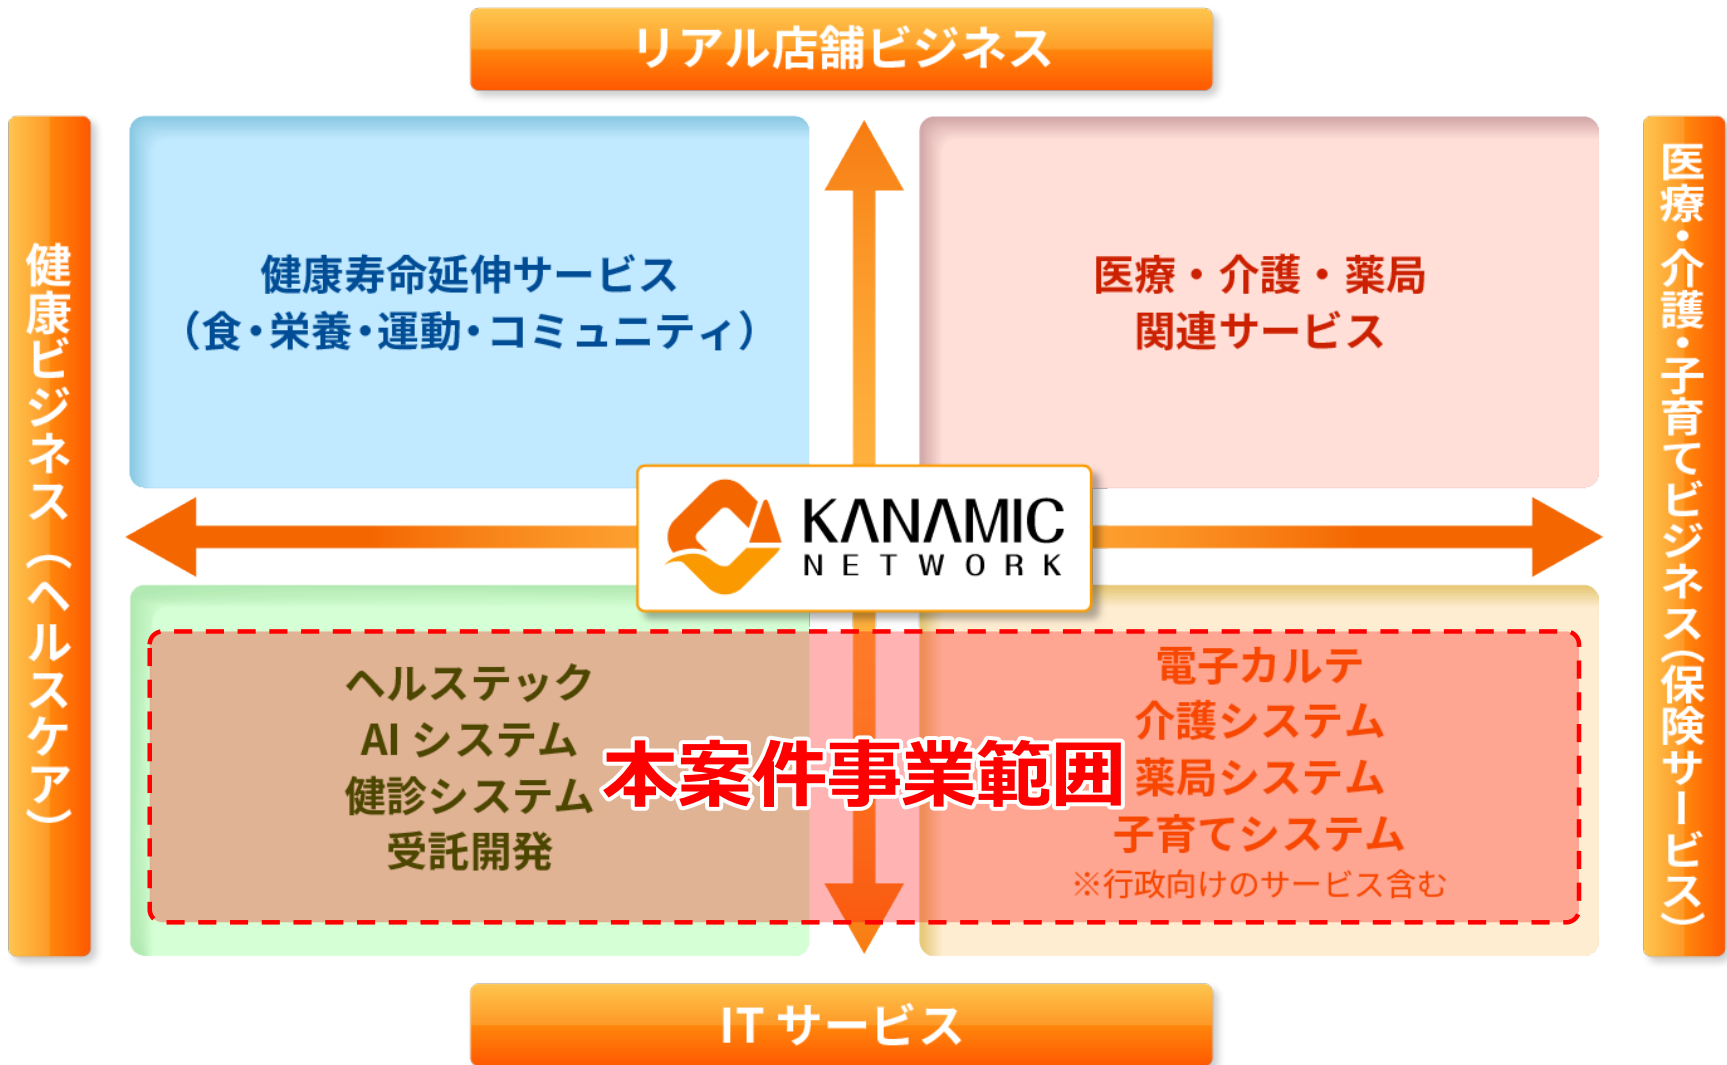 リアル店舗ビジネス
健康ビジネス（ヘルスケア）
健康寿命延伸サービス
（食・栄養・運動・コミュニティ）
医療・介護・薬局
関連サービス
医療・介護・子育てビジネス（保険サービス）
KANAMIC
NETWORK
ヘルステック
AI システム
健診システム
受託開発
本案件事業範囲
電子カルテ
介護システム
薬局システム
子育てシステム
※行政向けのサービス含む
IT サービス